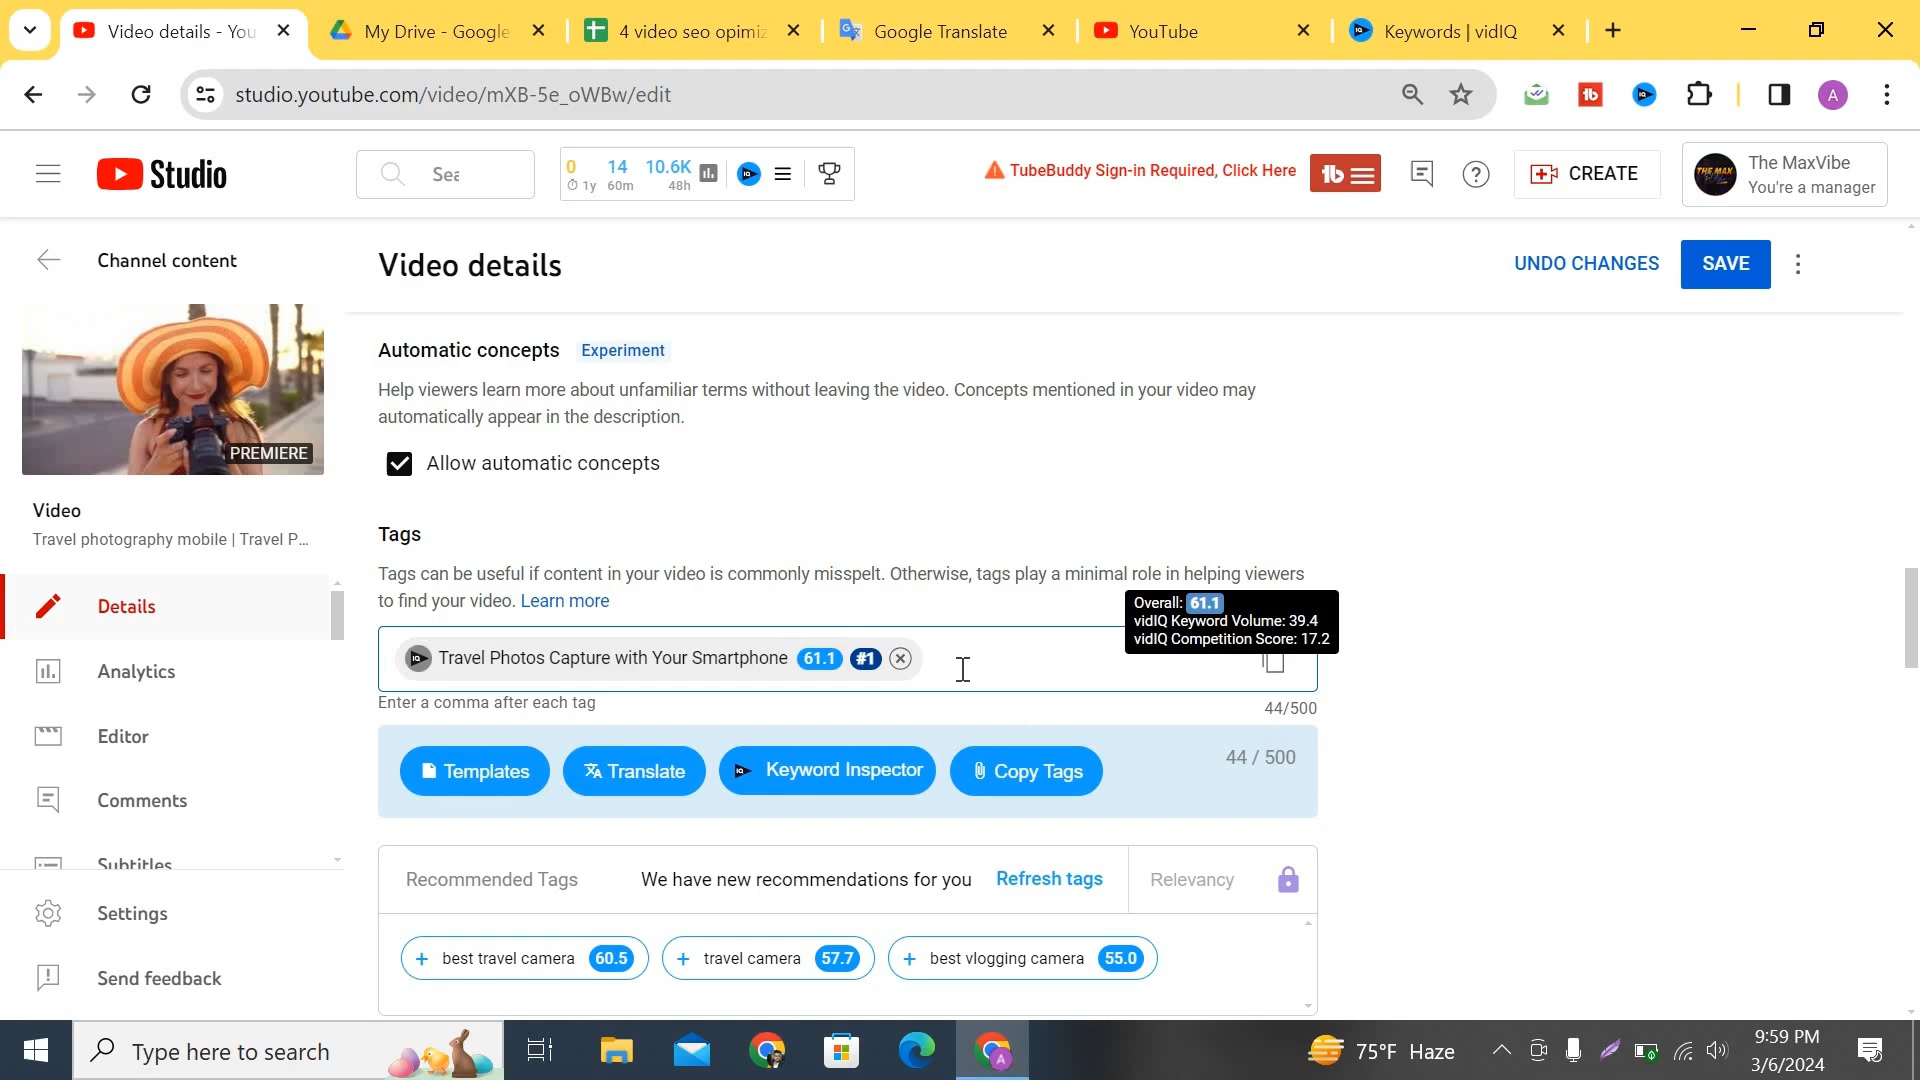 Video details - You
My Drive - Google
4 video seo opimiz
Google Translate
YouTube
Keywords | vidIQ
studio.youtube.com/video/mXB-5e_oWBw/edit
A
Studio
Sea
0 14 10.6K
1y 60m 48h
TubeBuddy Sign-in Required, Click Here
CREATE
The MaxVibe
You're a manager
Channel content
Video details
UNDO CHANGES
SAVE
PREMIERE
Video
Travel photography mobile | Travel P...
Details
Analytics
Editor
Comments
Subtitles
Settings
Send feedback
Automatic concepts Experiment
Help viewers learn more about unfamiliar terms without leaving the video. Concepts mentioned in your video may
automatically appear in the description.
Allow automatic concepts
Tags
Tags can be useful if content in your video is commonly misspelt. Otherwise, tags play a minimal role in helping viewers
to find your video. Learn more
Overall: 61.1
vidIQ Keyword Volume: 39.4
vidIQ Competition Score: 17.2
Travel Photos Capture with Your Smartphone 61.1 #1
Enter a comma after each tag
44/500
Templates
Translate
Keyword Inspector
Copy Tags
44 / 500
Recommended Tags
We have new recommendations for you
Refresh tags
Relevancy
+ best travel camera 60.5
+ travel camera 57.7
+ best vlogging camera 55.0
Type here to search
75°F Haze
9:59 PM
3/6/2024